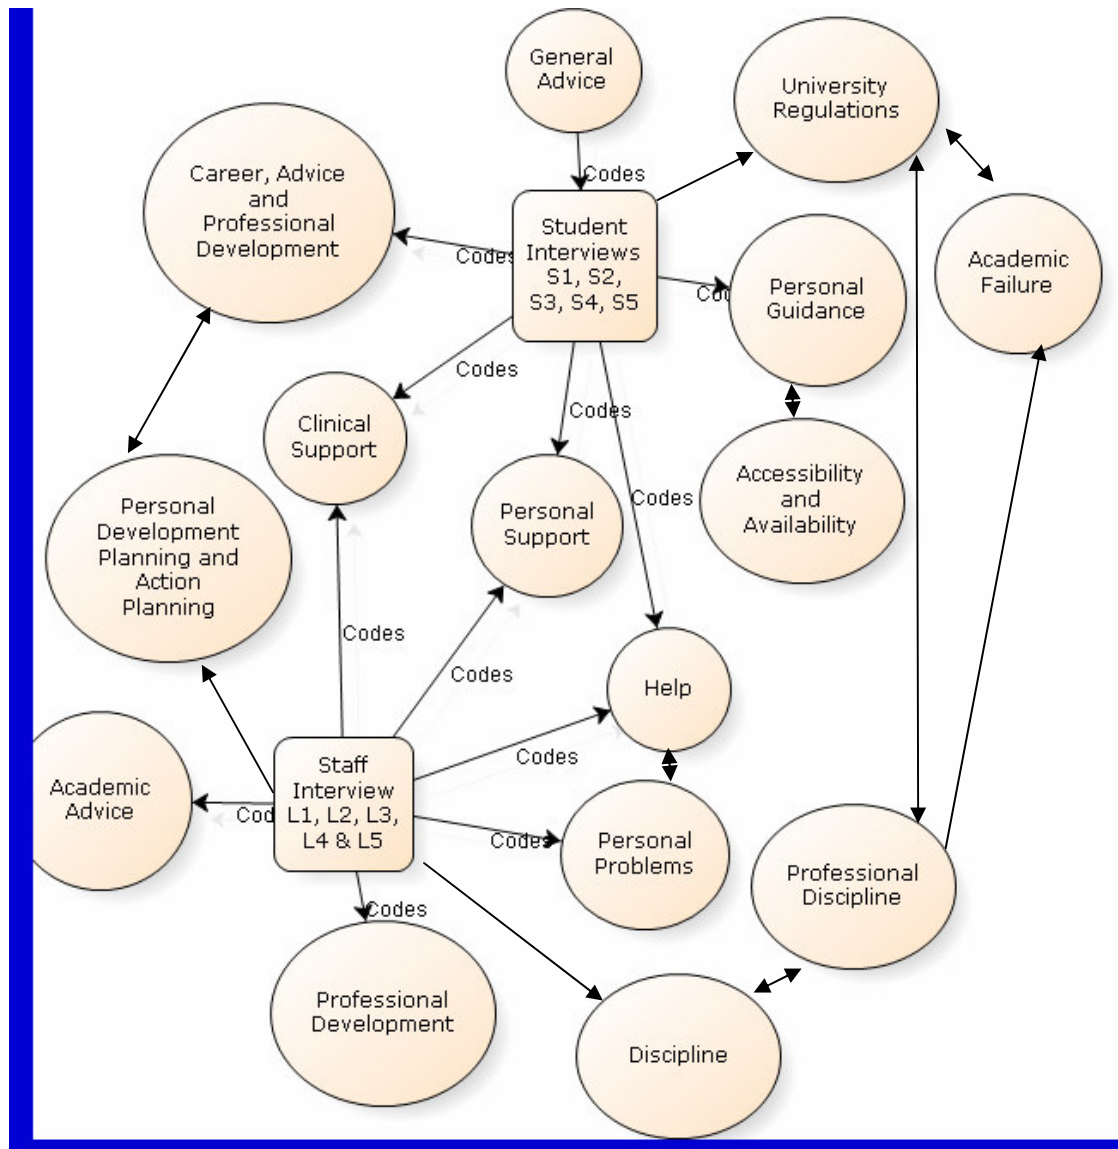 General
Advice
University
Regulations
Codes
Career, Advice
and
Professional
Development
Student
Interviews
S1, S2,
S3, S4, S5
Codes
Cod
Personal
Guidance
Academic
Failure
Codes
Clinical
Support
Codes
Codes
Personal
Support
Accessibility
and
Availability
Personal
Development
Planning and
Action
Planning
Codes
Codes
Help
Codes
Academic
Advice
Cod
Staff
Interview
L1, L2, L3,
L4 & L5
Codes
Personal
Problems
Professional
Discipline
Codes
Professional
Development
Discipline